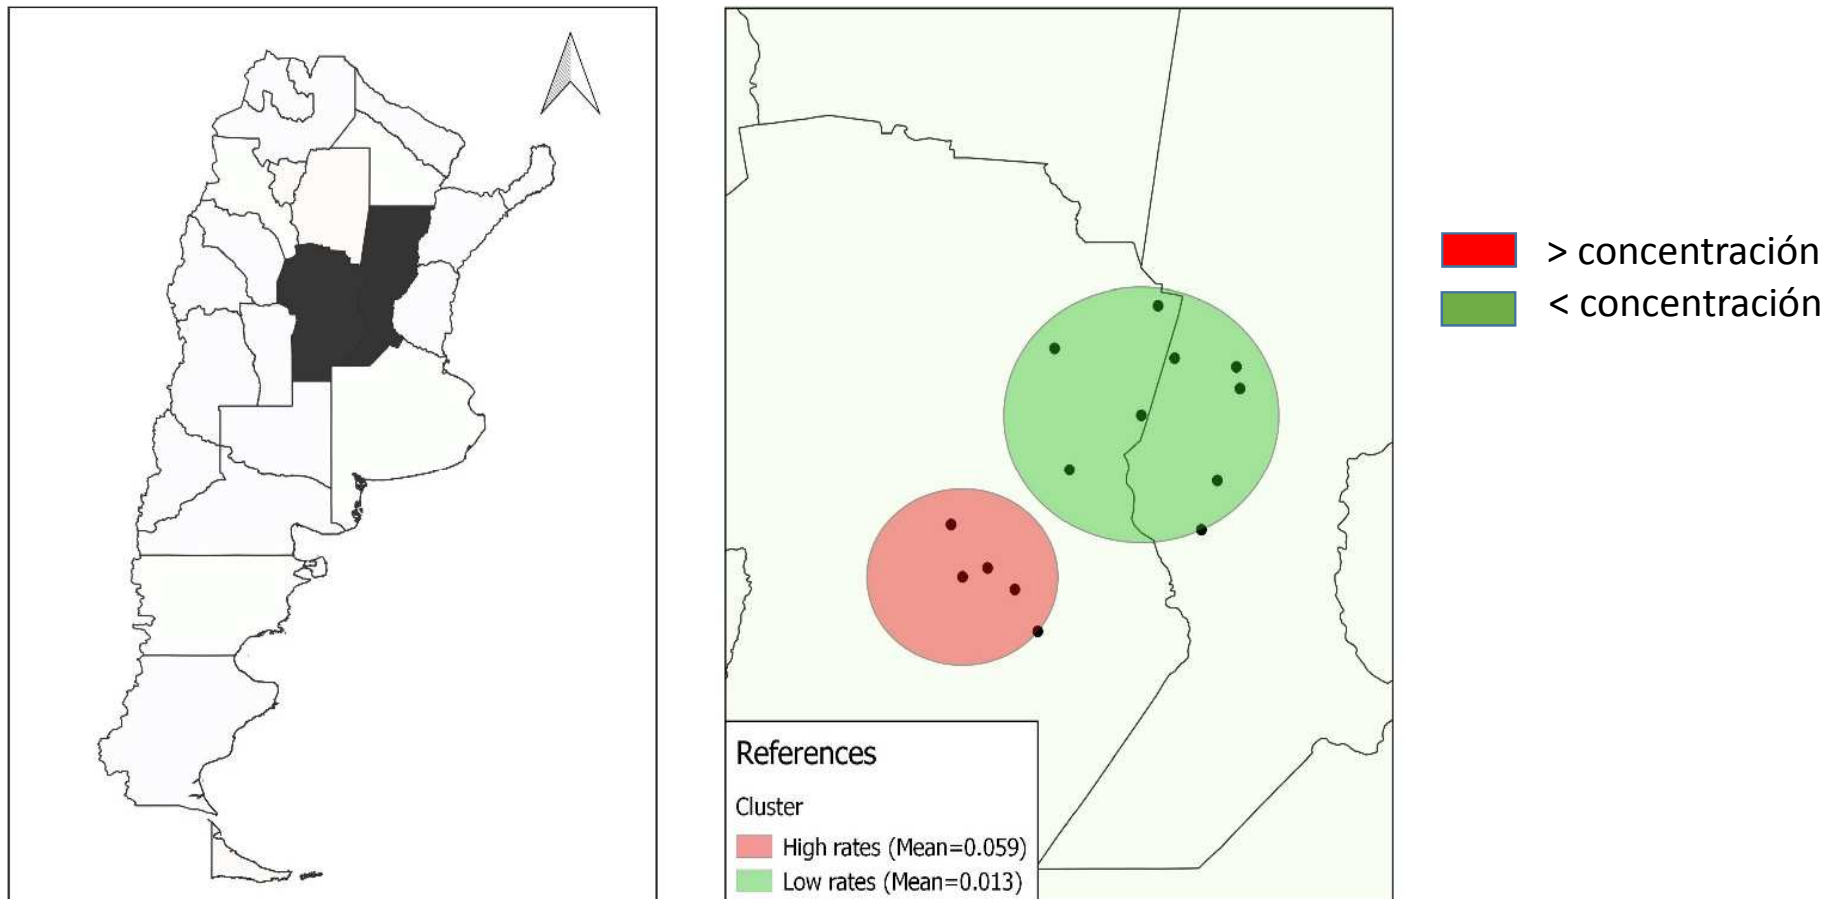 > concentración
< concentración
References
Cluster
High rates (Mean=0.059)
Low rates (Mean=0.013)